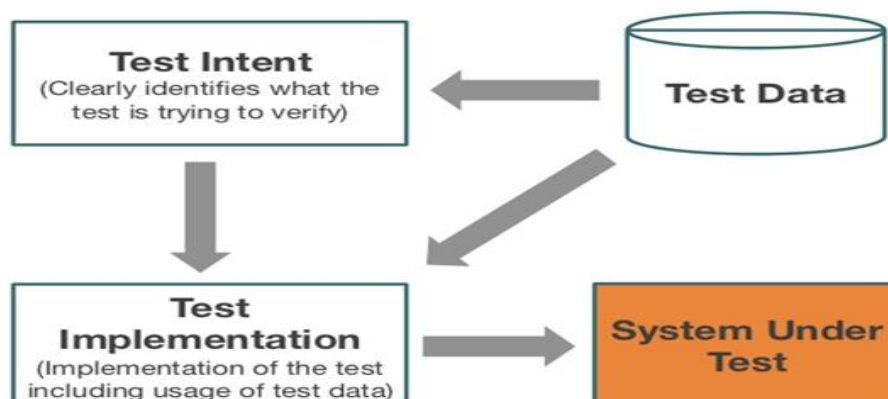 Test Intent
(Clearly identifies what the
test is trying to verify)
Test Data
Test
Implementation
(Implementation of the test
including usage of test data)
System Under
Test